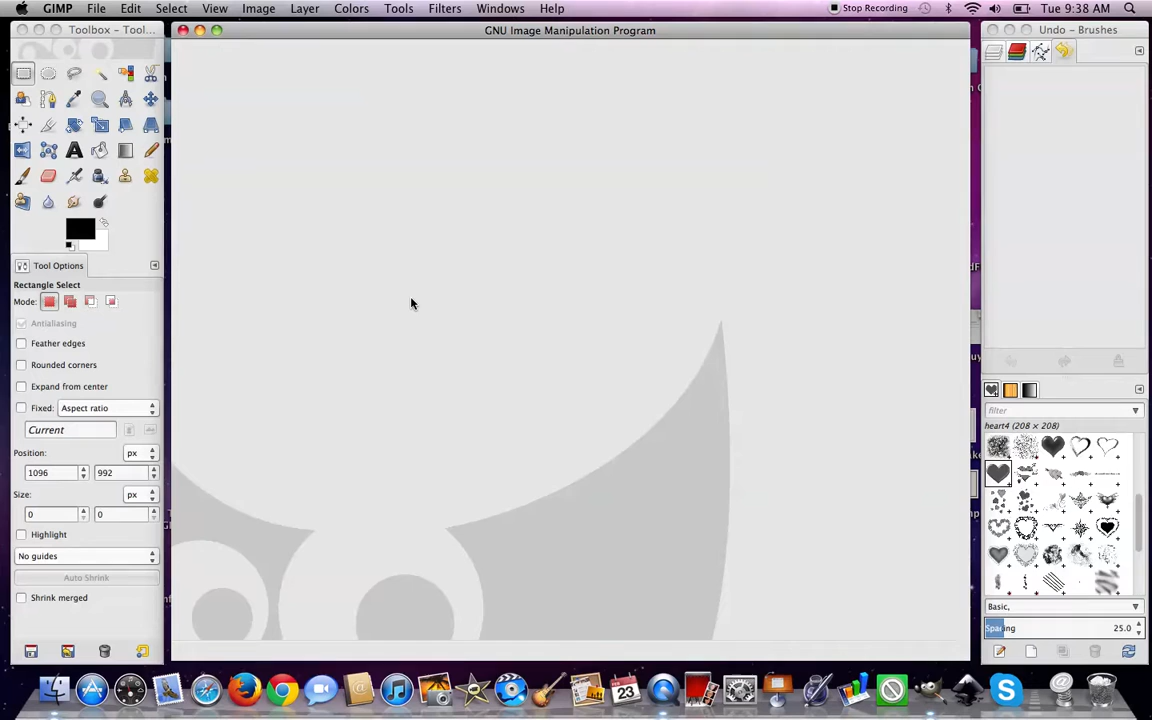 GIMP File Edit Select View Image Layer Colors Tools Filters Windows Help Stop Recording Tue 9:38 AM
Toolbox - Tool...
GNU Image Manipulation Program
Undo - Brushes
Tool Options
Rectangle Select
Mode:
Antialiasing
Feather edges
Rounded corners
Expand from center
Fixed: Aspect ratio
Current
Position: px
1096 992
Size: px
0 0
Highlight
No guides
Auto Shrink
Shrink merged
filter
heart4 (208 × 208)
Basic,
Spacing 25.0
FEB
23